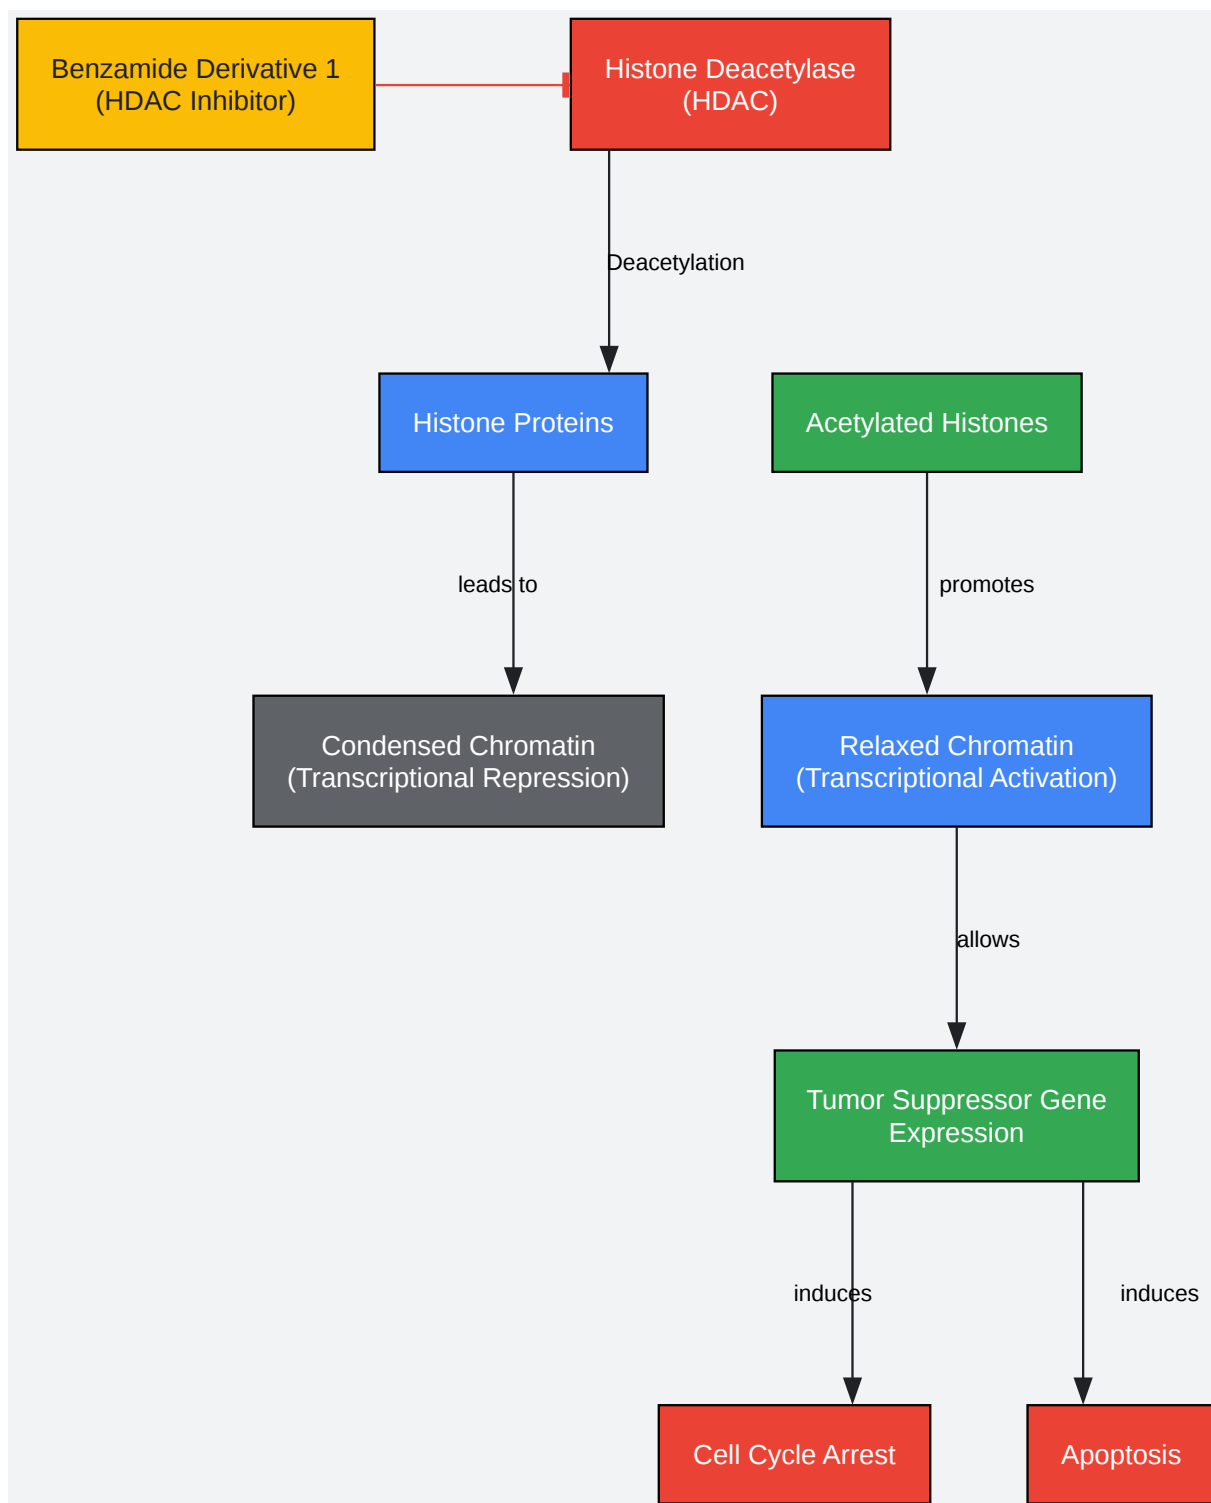 Benzamide Derivative 1
(HDAC Inhibitor)
Histone Deacetylase
(HDAC)
Deacetylation
Histone Proteins
Acetylated Histones
leads to
promotes
Condensed Chromatin
(Transcriptional Repression)
Relaxed Chromatin
(Transcriptional Activation)
allows
Tumor Suppressor Gene
Expression
induces
induces
Cell Cycle Arrest
Apoptosis